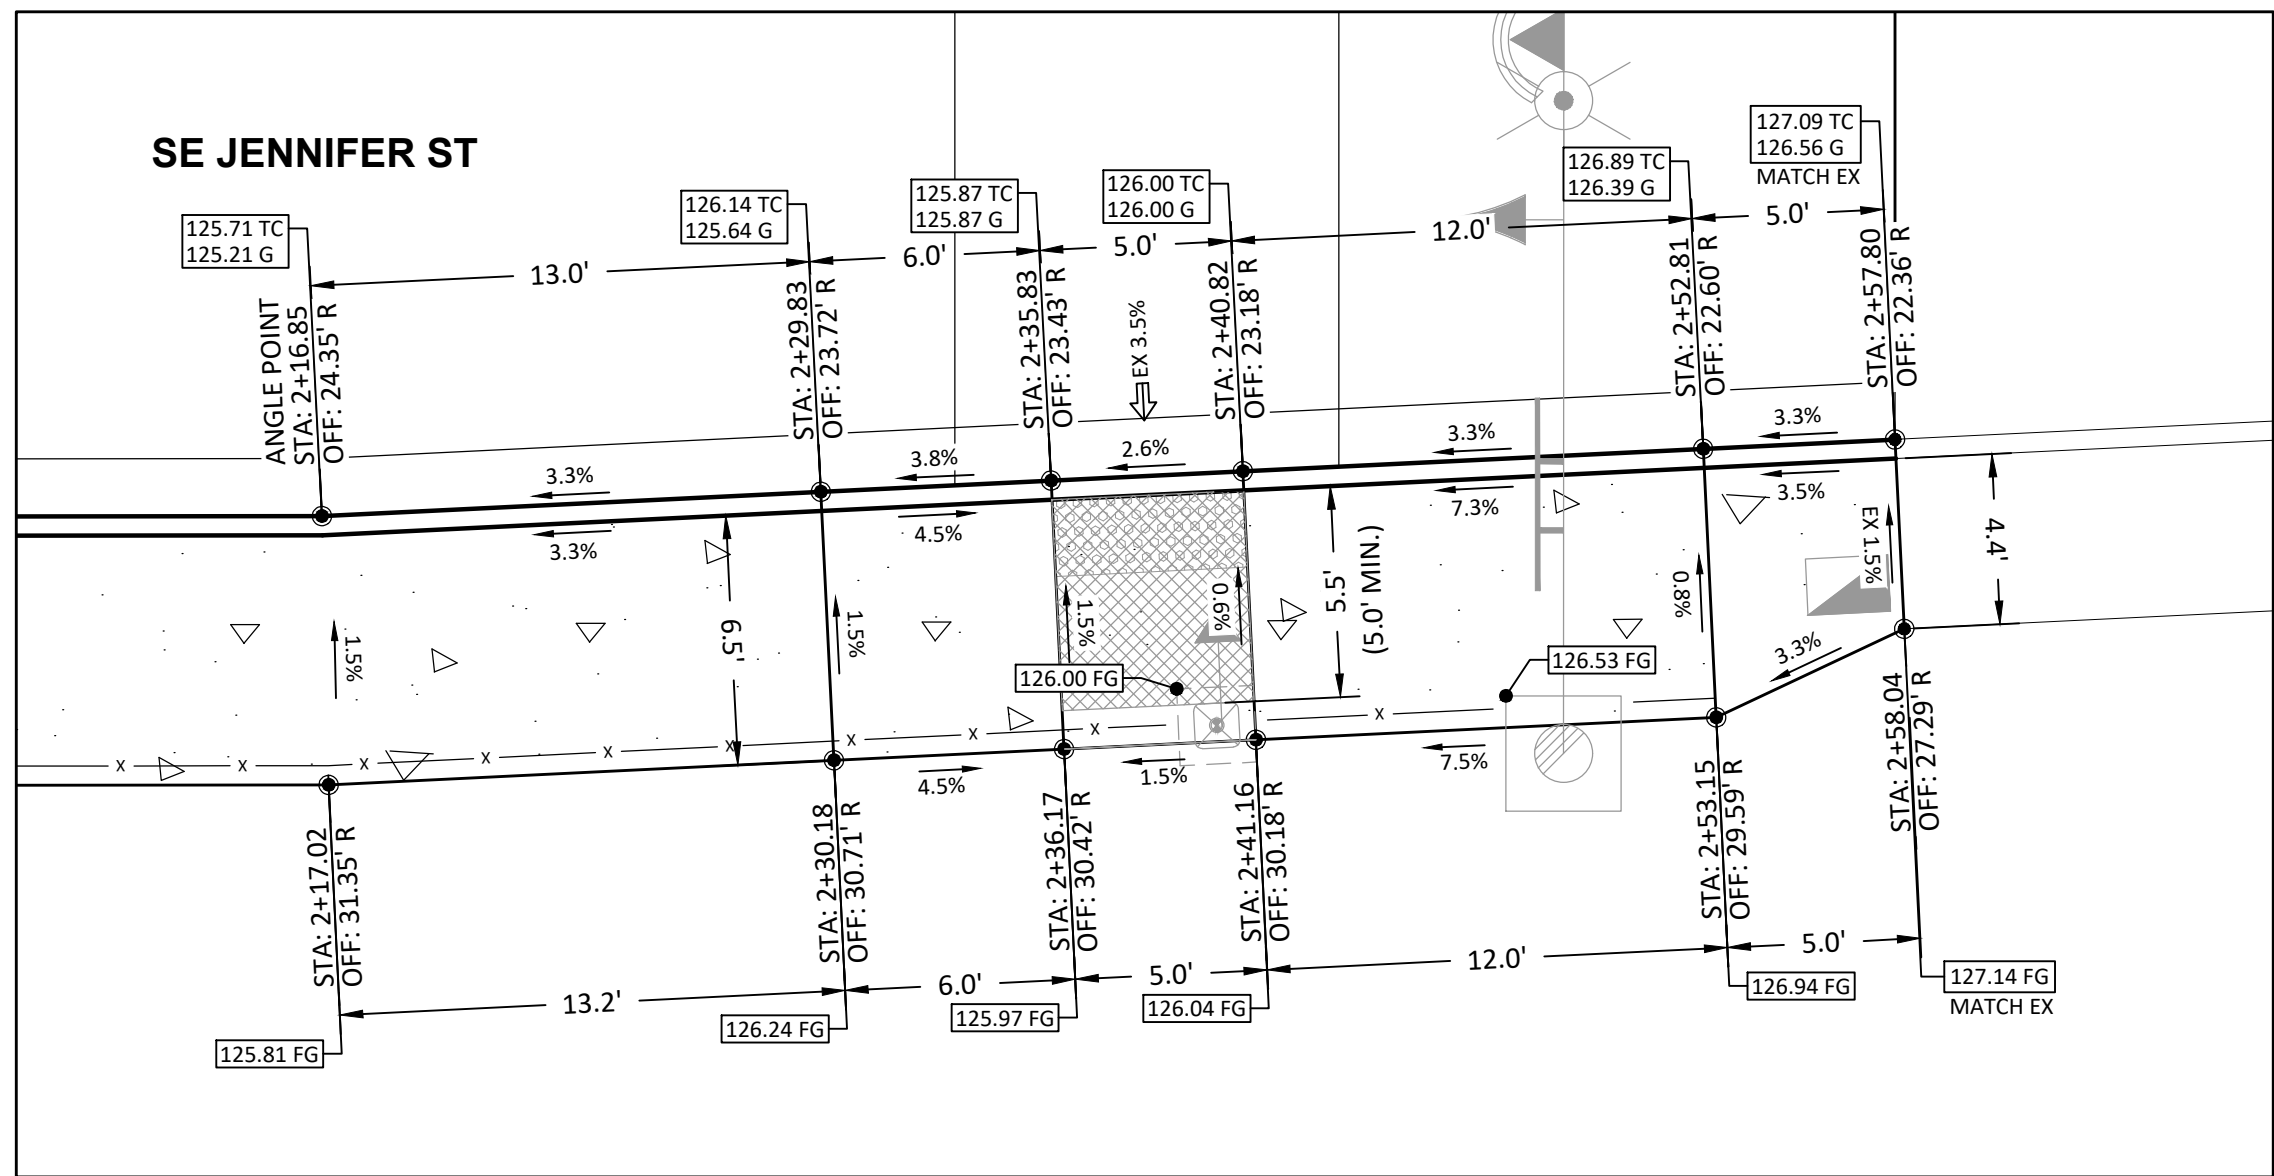 SE JENNIFER ST
125.71 TC
125.21 G
126.14 TC
125.64 G
125.87 TC
125.87 G
126.00 TC
126.00 G
126.89 TC
126.39 G
127.09 TC
126.56 G
MATCH EX
13.0'
6.0'
5.0'
12.0'
5.0'
ANGLE POINT
STA: 2+16.85
OFF: 24.35' R
STA: 2+29.83
OFF: 23.72' R
STA: 2+35.83
OFF: 23.43' R
EX 3.5%
STA: 2+40.82
OFF: 23.18' R
STA: 2+52.81
OFF: 22.60' R
STA: 2+57.80
OFF: 22.36' R
3.3%
3.8%
2.6%
3.3%
3.3%
3.3%
4.5%
7.3%
3.5%
1.5%
6.5'
1.5%
1.5%
0.6%
5.5'
(5.0' MIN.)
0.8%
EX 1.5%
4.4'
126.00 FG
126.53 FG
3.3%
X X X X X X X X X X
4.5%
1.5%
7.5%
STA: 2+17.02
OFF: 31.35' R
STA: 2+30.18
OFF: 30.71' R
STA: 2+36.17
OFF: 30.42' R
STA: 2+41.16
OFF: 30.18' R
STA: 2+53.15
OFF: 29.59' R
STA: 2+58.04
OFF: 27.29' R
13.2'
6.0'
5.0'
12.0'
5.0'
125.81 FG
126.24 FG
125.97 FG
126.04 FG
126.94 FG
127.14 FG
MATCH EX